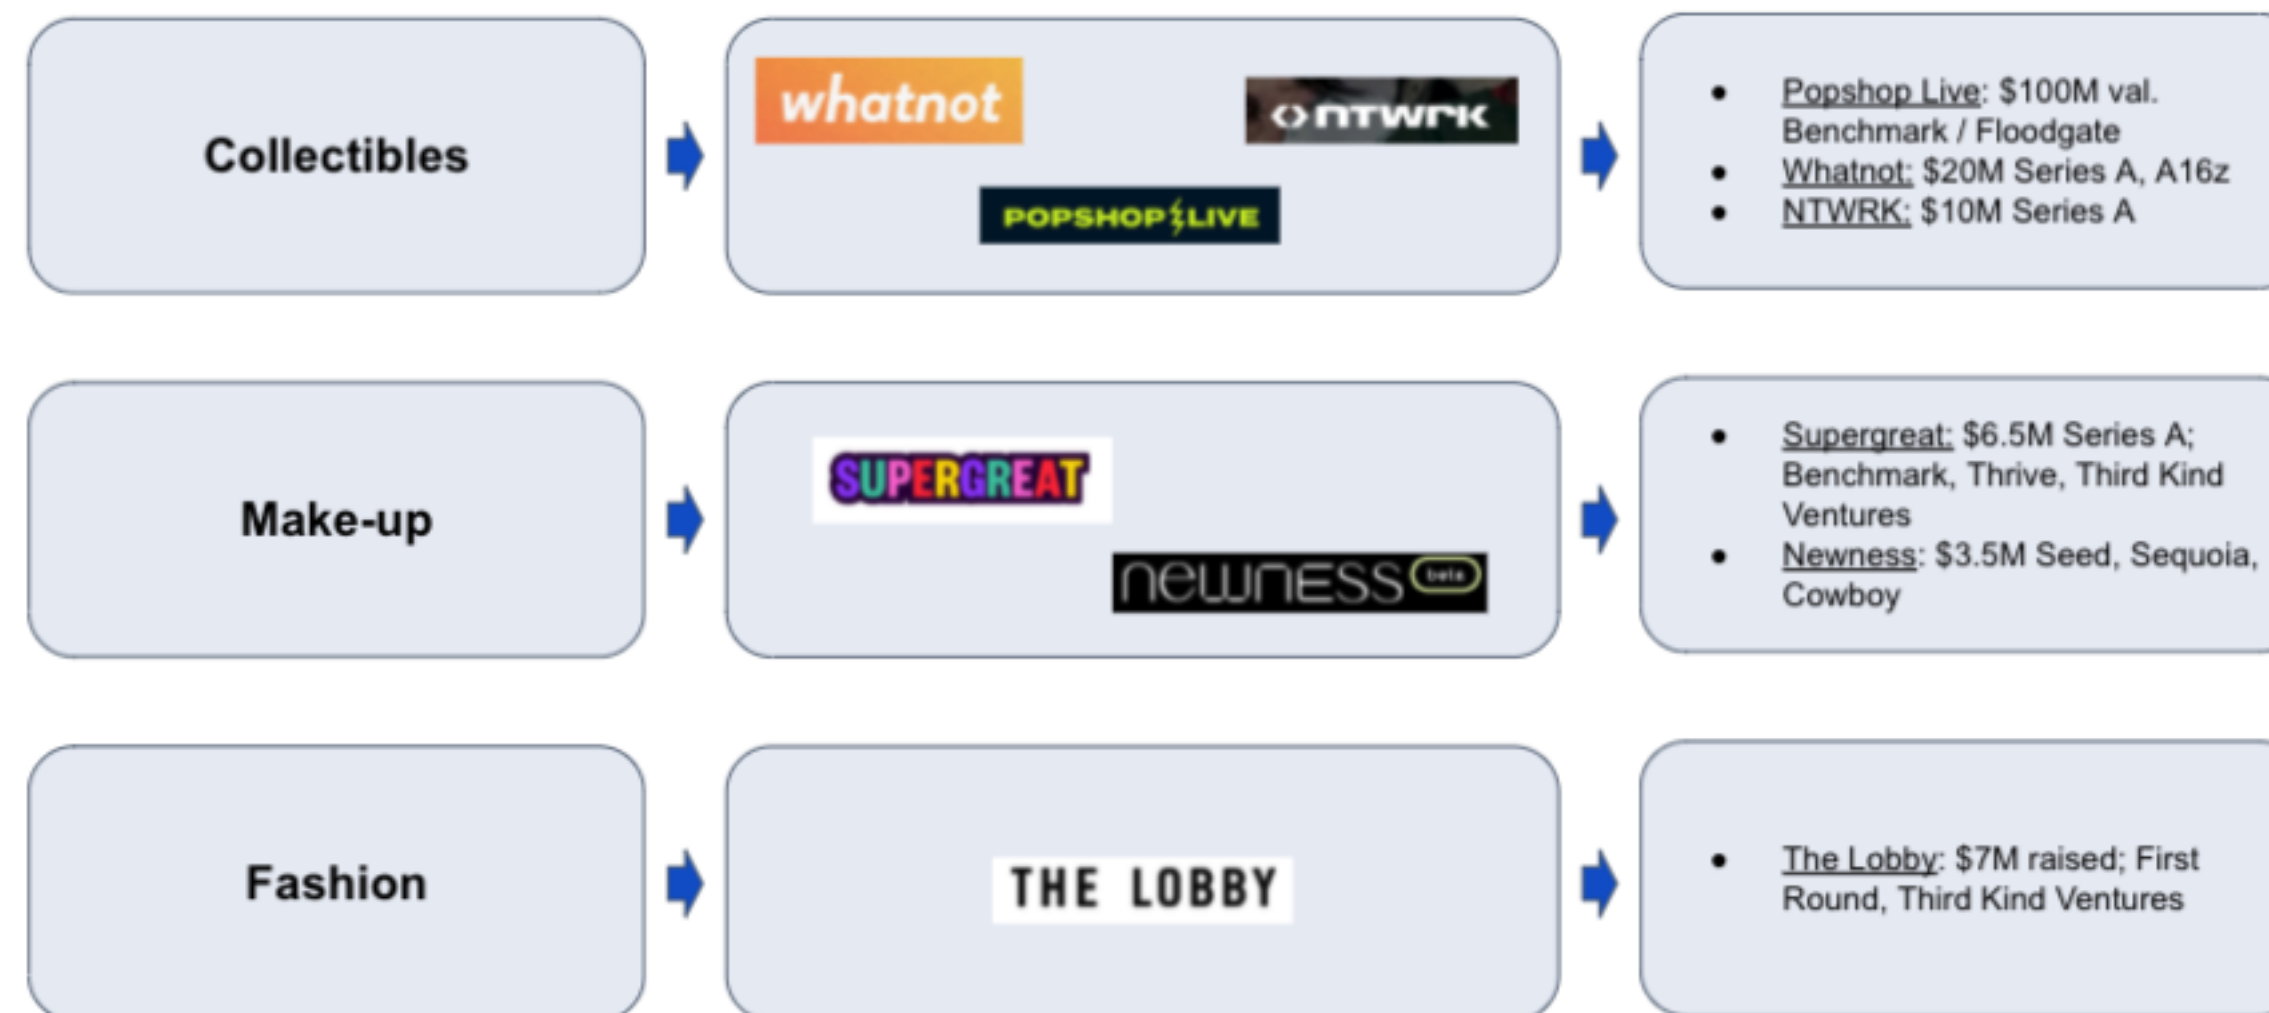 Collectibles
whatnot
NTWRK
POPSHOP LIVE
• Popshop Live: $100M val.
Benchmark / Floodgate
• Whatnot: $20M Series A, A16z
• NTWRK: $10M Series A
Make-up
SUPERGREAT
newness beta
• Supergreat: $6.5M Series A;
Benchmark, Thrive, Third Kind
Ventures
• Newness: $3.5M Seed, Sequoia,
Cowboy
Fashion
THE LOBBY
• The Lobby: $7M raised; First
Round, Third Kind Ventures